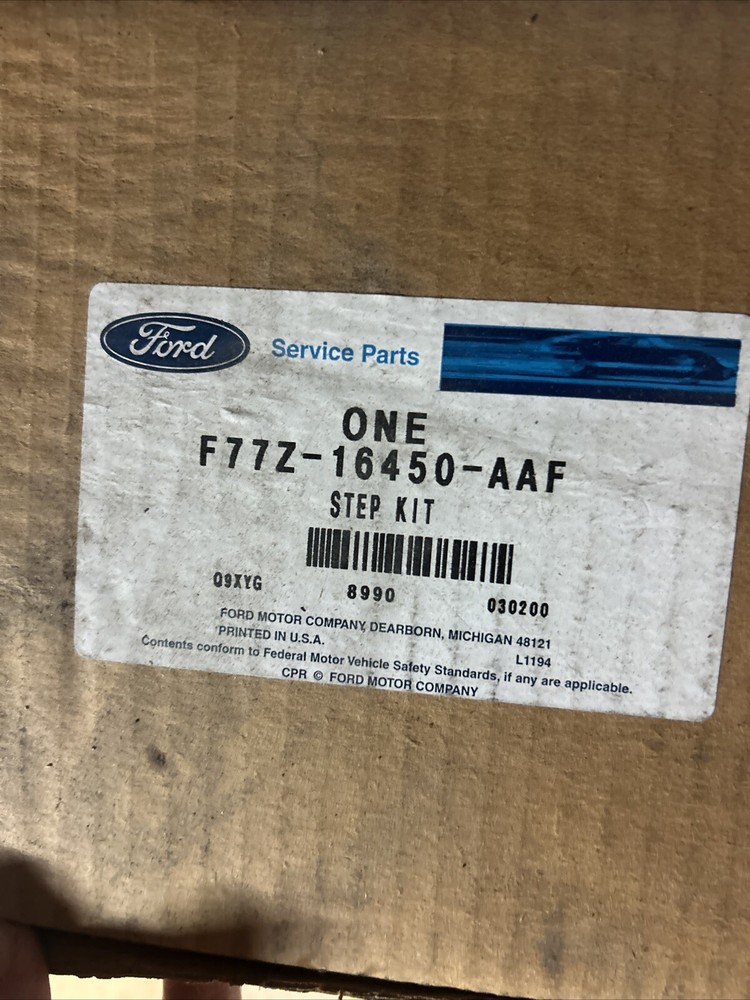 Ford Service Parts
ONE
F77Z-16450-AAF
STEP KIT
Q9XYG 8990 030200
FORD MOTOR COMPANY, DEARBORN, MICHIGAN 48121
PRINTED IN U.S.A. L1194
Contents conform to Federal Motor Vehicle Safety Standards, if any are applicable.
CPR © FORD MOTOR COMPANY